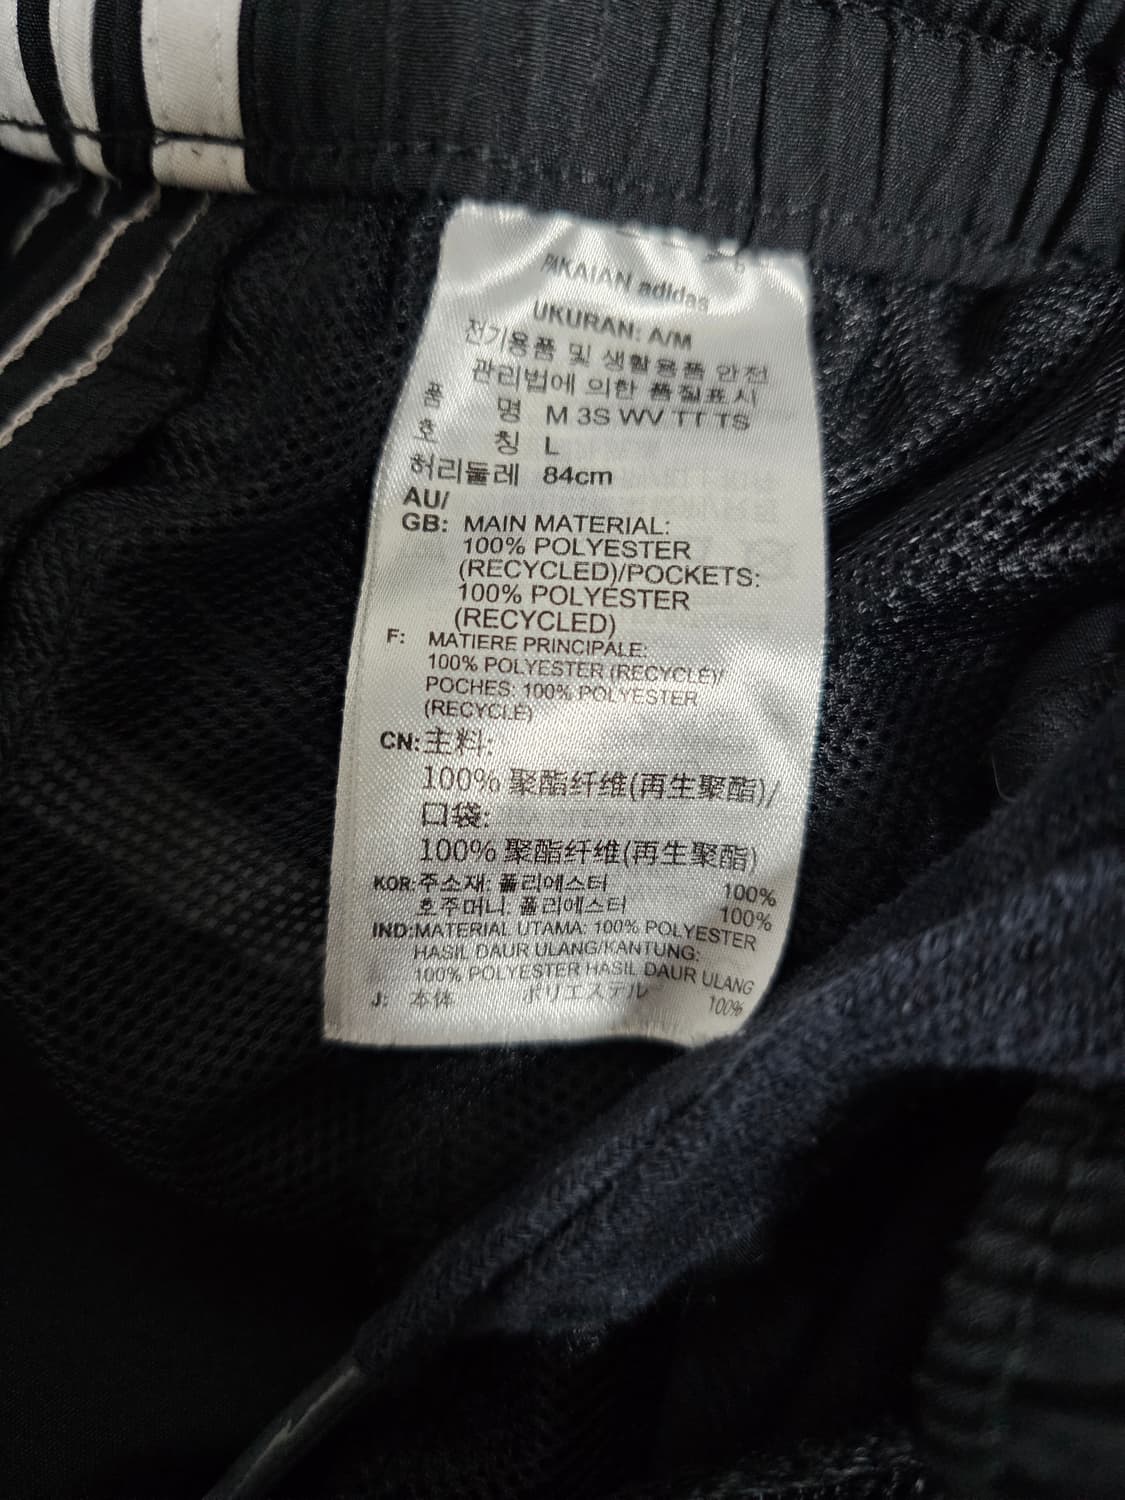 PAKAIAN adidas
UKURAN: A/M
전기용품 및 생활용품 안전
관리법에 의한 품질표시
품 명 M 3S WV TT TS
호 칭 L
허리둘레 84cm
AU/
GB: MAIN MATERIAL:
100% POLYESTER
(RECYCLED)/POCKETS:
100% POLYESTER
(RECYCLED)
F: MATIERE PRINCIPALE:
100% POLYESTER (RECYCLÉ)/
POCHES: 100% POLYESTER
(RECYCLÉ)
CN:主料:
100% 聚酯纤维(再生聚酯)/
口袋:
100% 聚酯纤维(再生聚酯)
KOR:주소재: 폴리에스터 100%
호주머니: 폴리에스터 100%
IND:MATERIAL UTAMA: 100% POLYESTER
HASIL DAUR ULANG/KANTUNG:
100% POLYESTER HASIL DAUR ULANG
J: 本体 ポリエステル 100%